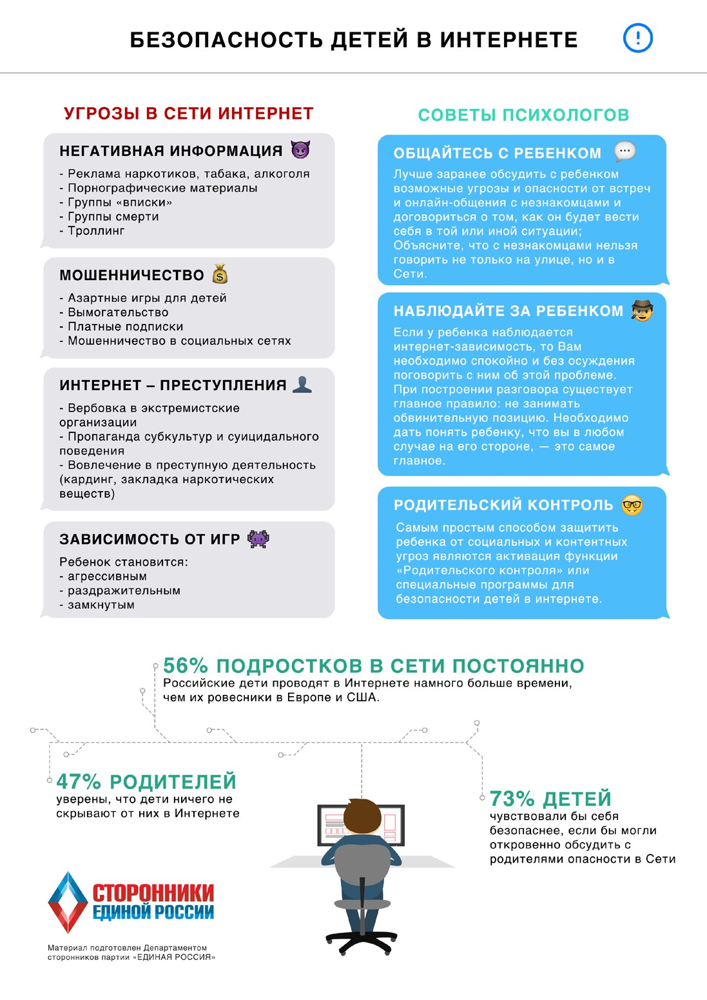 БЕЗОПАСНОСТЬ ДЕТЕЙ В ИНТЕРНЕТЕ
УГРОЗЫ В СЕТИ ИНТЕРНЕТ
НЕГАТИВНАЯ ИНФОРМАЦИЯ
- Реклама наркотиков, табака, алкоголя
- Порнографические материалы
- Группы «вписки»
- Группы смерти
- Троллинг
МОШЕННИЧЕСТВО
- Азартные игры для детей
- Вымогательство
- Платные подписки
- Мошенничество в социальных сетях
ИНТЕРНЕТ – ПРЕСТУПЛЕНИЯ
- Вербовка в экстремистские
организации
- Пропаганда субкультур и суицидального
поведения
- Вовлечение в преступную деятельность
(кардинг, закладка наркотических
веществ)
ЗАВИСИМОСТЬ ОТ ИГР
Ребенок становится:
- агрессивным
- раздражительным
- замкнутым
СОВЕТЫ ПСИХОЛОГОВ
ОБЩАЙТЕСЬ С РЕБЕНКОМ
Лучше заранее обсудить с ребенком
возможные угрозы и опасности от встреч
и онлайн-общения с незнакомцами и
договориться о том, как он будет вести
себя в той или иной ситуации;
Объясните, что с незнакомцами нельзя
говорить не только на улице, но и в
Сети.
НАБЛЮДАЙТЕ ЗА РЕБЕНКОМ
Если у ребенка наблюдается
интернет-зависимость, то Вам
необходимо спокойно и без осуждения
поговорить с ним об этой проблеме.
При построении разговора существует
главное правило: не занимать
обвинительную позицию. Необходимо
дать понять ребенку, что вы в любом
случае на его стороне, — это самое
главное.
РОДИТЕЛЬСКИЙ КОНТРОЛЬ
Самым простым способом защитить
ребенка от социальных и контентных
угроз являются активация функции
«Родительского контроля» или
специальные программы для
безопасности детей в интернете.
56% ПОДРОСТКОВ В СЕТИ ПОСТОЯННО
Российские дети проводят в Интернете намного больше времени,
чем их ровесники в Европе и США.
47% РОДИТЕЛЕЙ
уверены, что дети ничего не
скрывают от них в Интернете
73% ДЕТЕЙ
чувствовали бы себя
безопаснее, если бы могли
откровенно обсудить с
родителями опасности в Сети
СТОРОННИКИ
ЕДИНОЙ РОССИИ
Материал подготовлен Департаментом
сторонников партии «ЕДИНАЯ РОССИЯ»